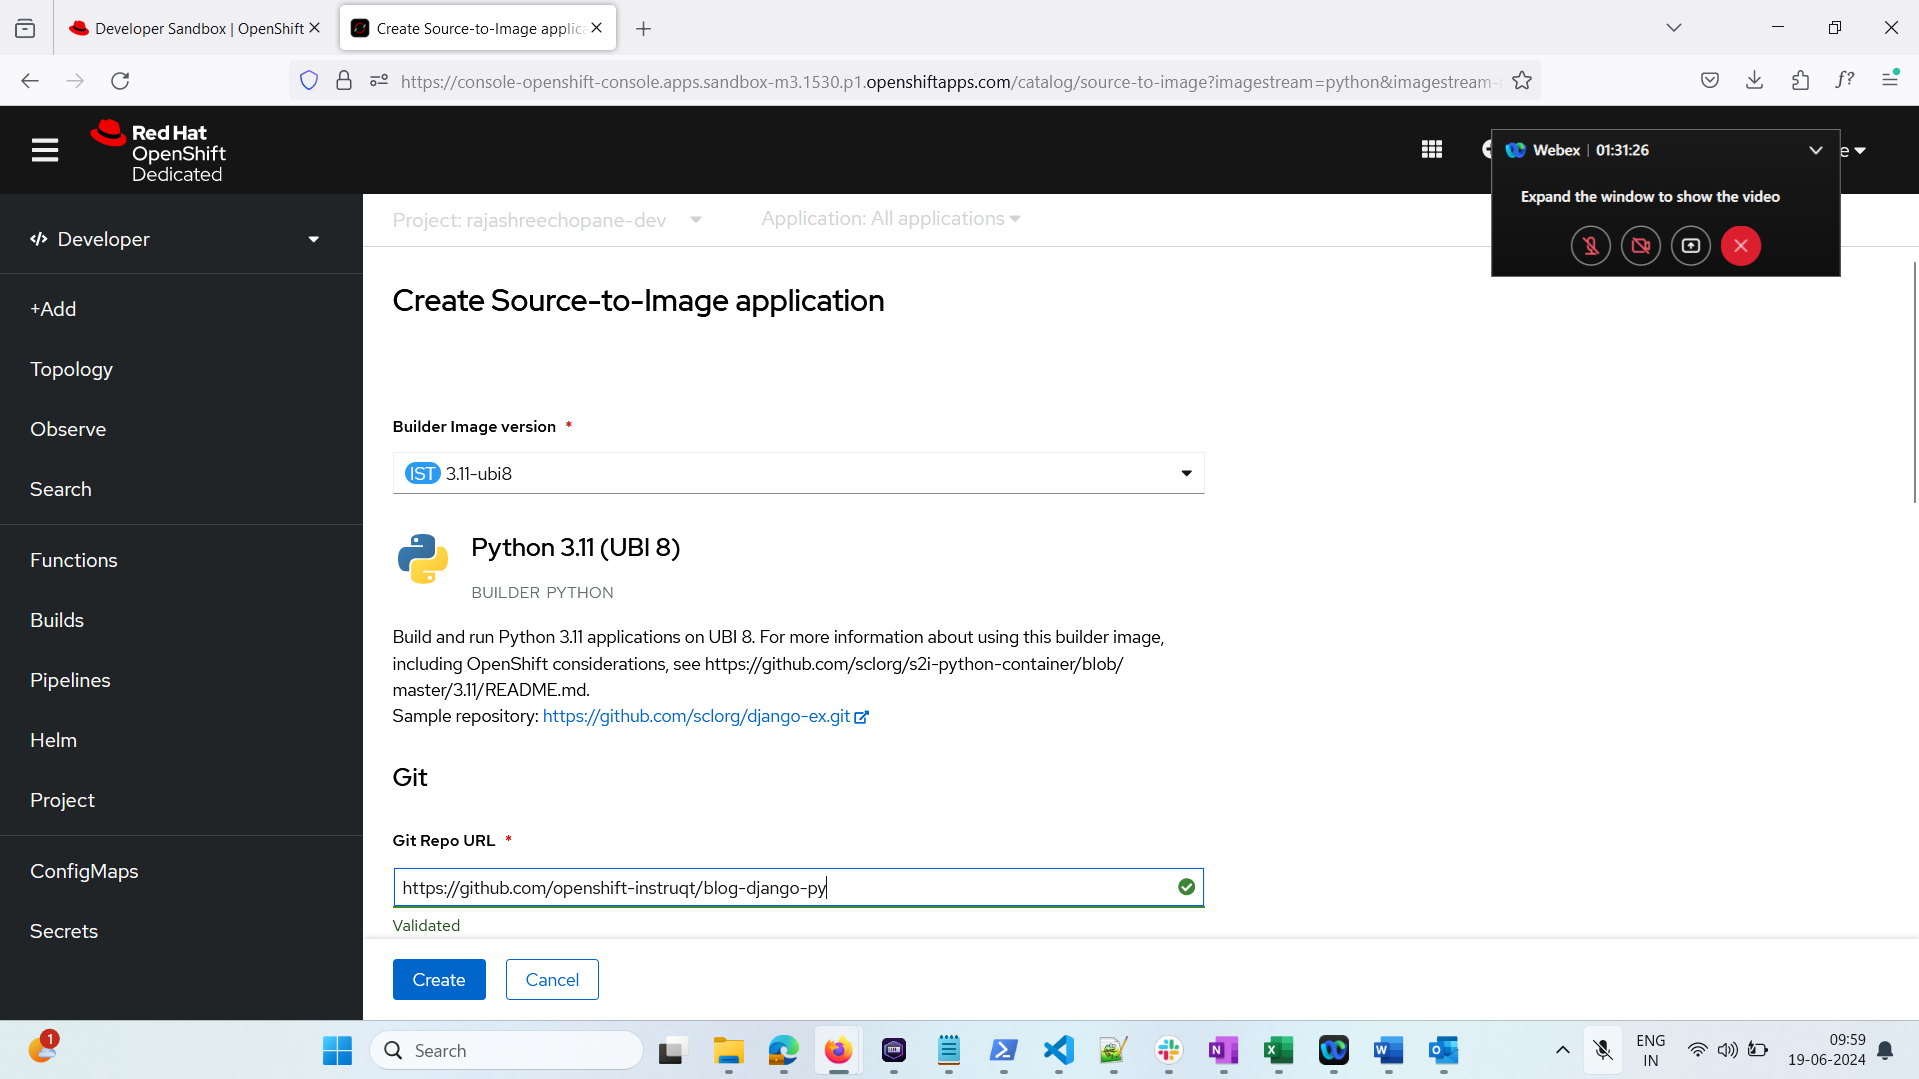 Developer Sandbox | OpenShift
Create Source-to-Image applic
https://console-openshift-console.apps.sandbox-m3.1530.p1.openshiftapps.com/catalog/source-to-image?imagestream=python&imagestream-
Red Hat
OpenShift
Dedicated
Webex | 01:31:26
e
Expand the window to show the video
Developer
+Add
Topology
Observe
Search
Functions
Builds
Pipelines
Helm
Project
ConfigMaps
Secrets
Project: rajashreechopane-dev
Application: All applications
Create Source-to-Image application
Builder Image version *
IST 3.11-ubi8
Python 3.11 (UBI 8)
BUILDER PYTHON
Build and run Python 3.11 applications on UBI 8. For more information about using this builder image,
including OpenShift considerations, see https://github.com/sclorg/s2i-python-container/blob/
master/3.11/README.md.
Sample repository: https://github.com/sclorg/django-ex.git
Git
Git Repo URL *
https://github.com/openshift-instruqt/blog-django-py
Validated
Create
Cancel
1
Search
ENG
IN
09:59
19-06-2024